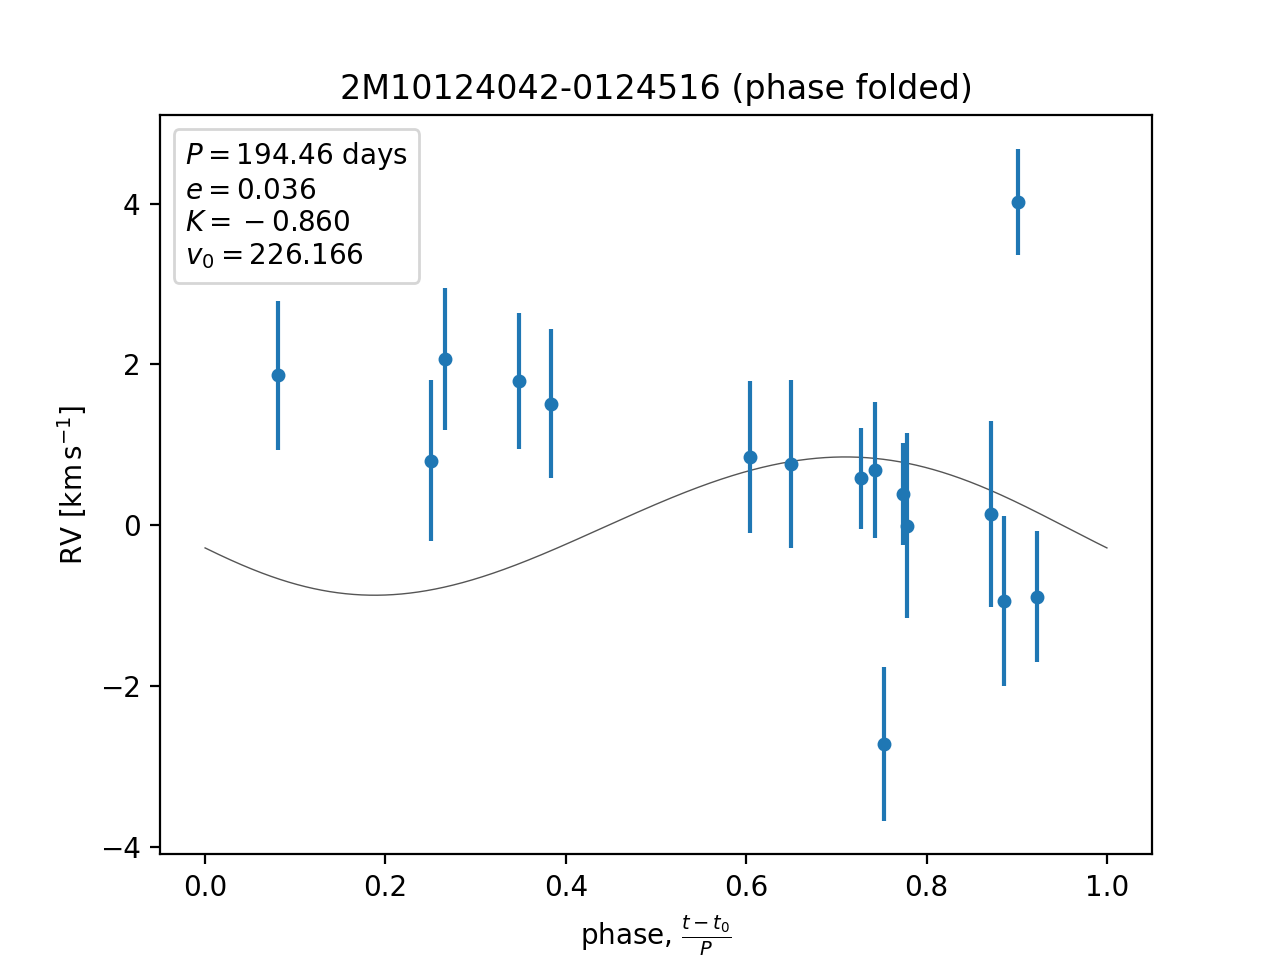 2M10124042-0124516 (phase folded)
P = 194.46 days
e = 0.036
K = − 0.860
v₀ = 226.166
4
2
0
−2
−4
RV [km s⁻¹]
0.0 0.2 0.4 0.6 0.8 1.0
phase, (t − t₀)/P